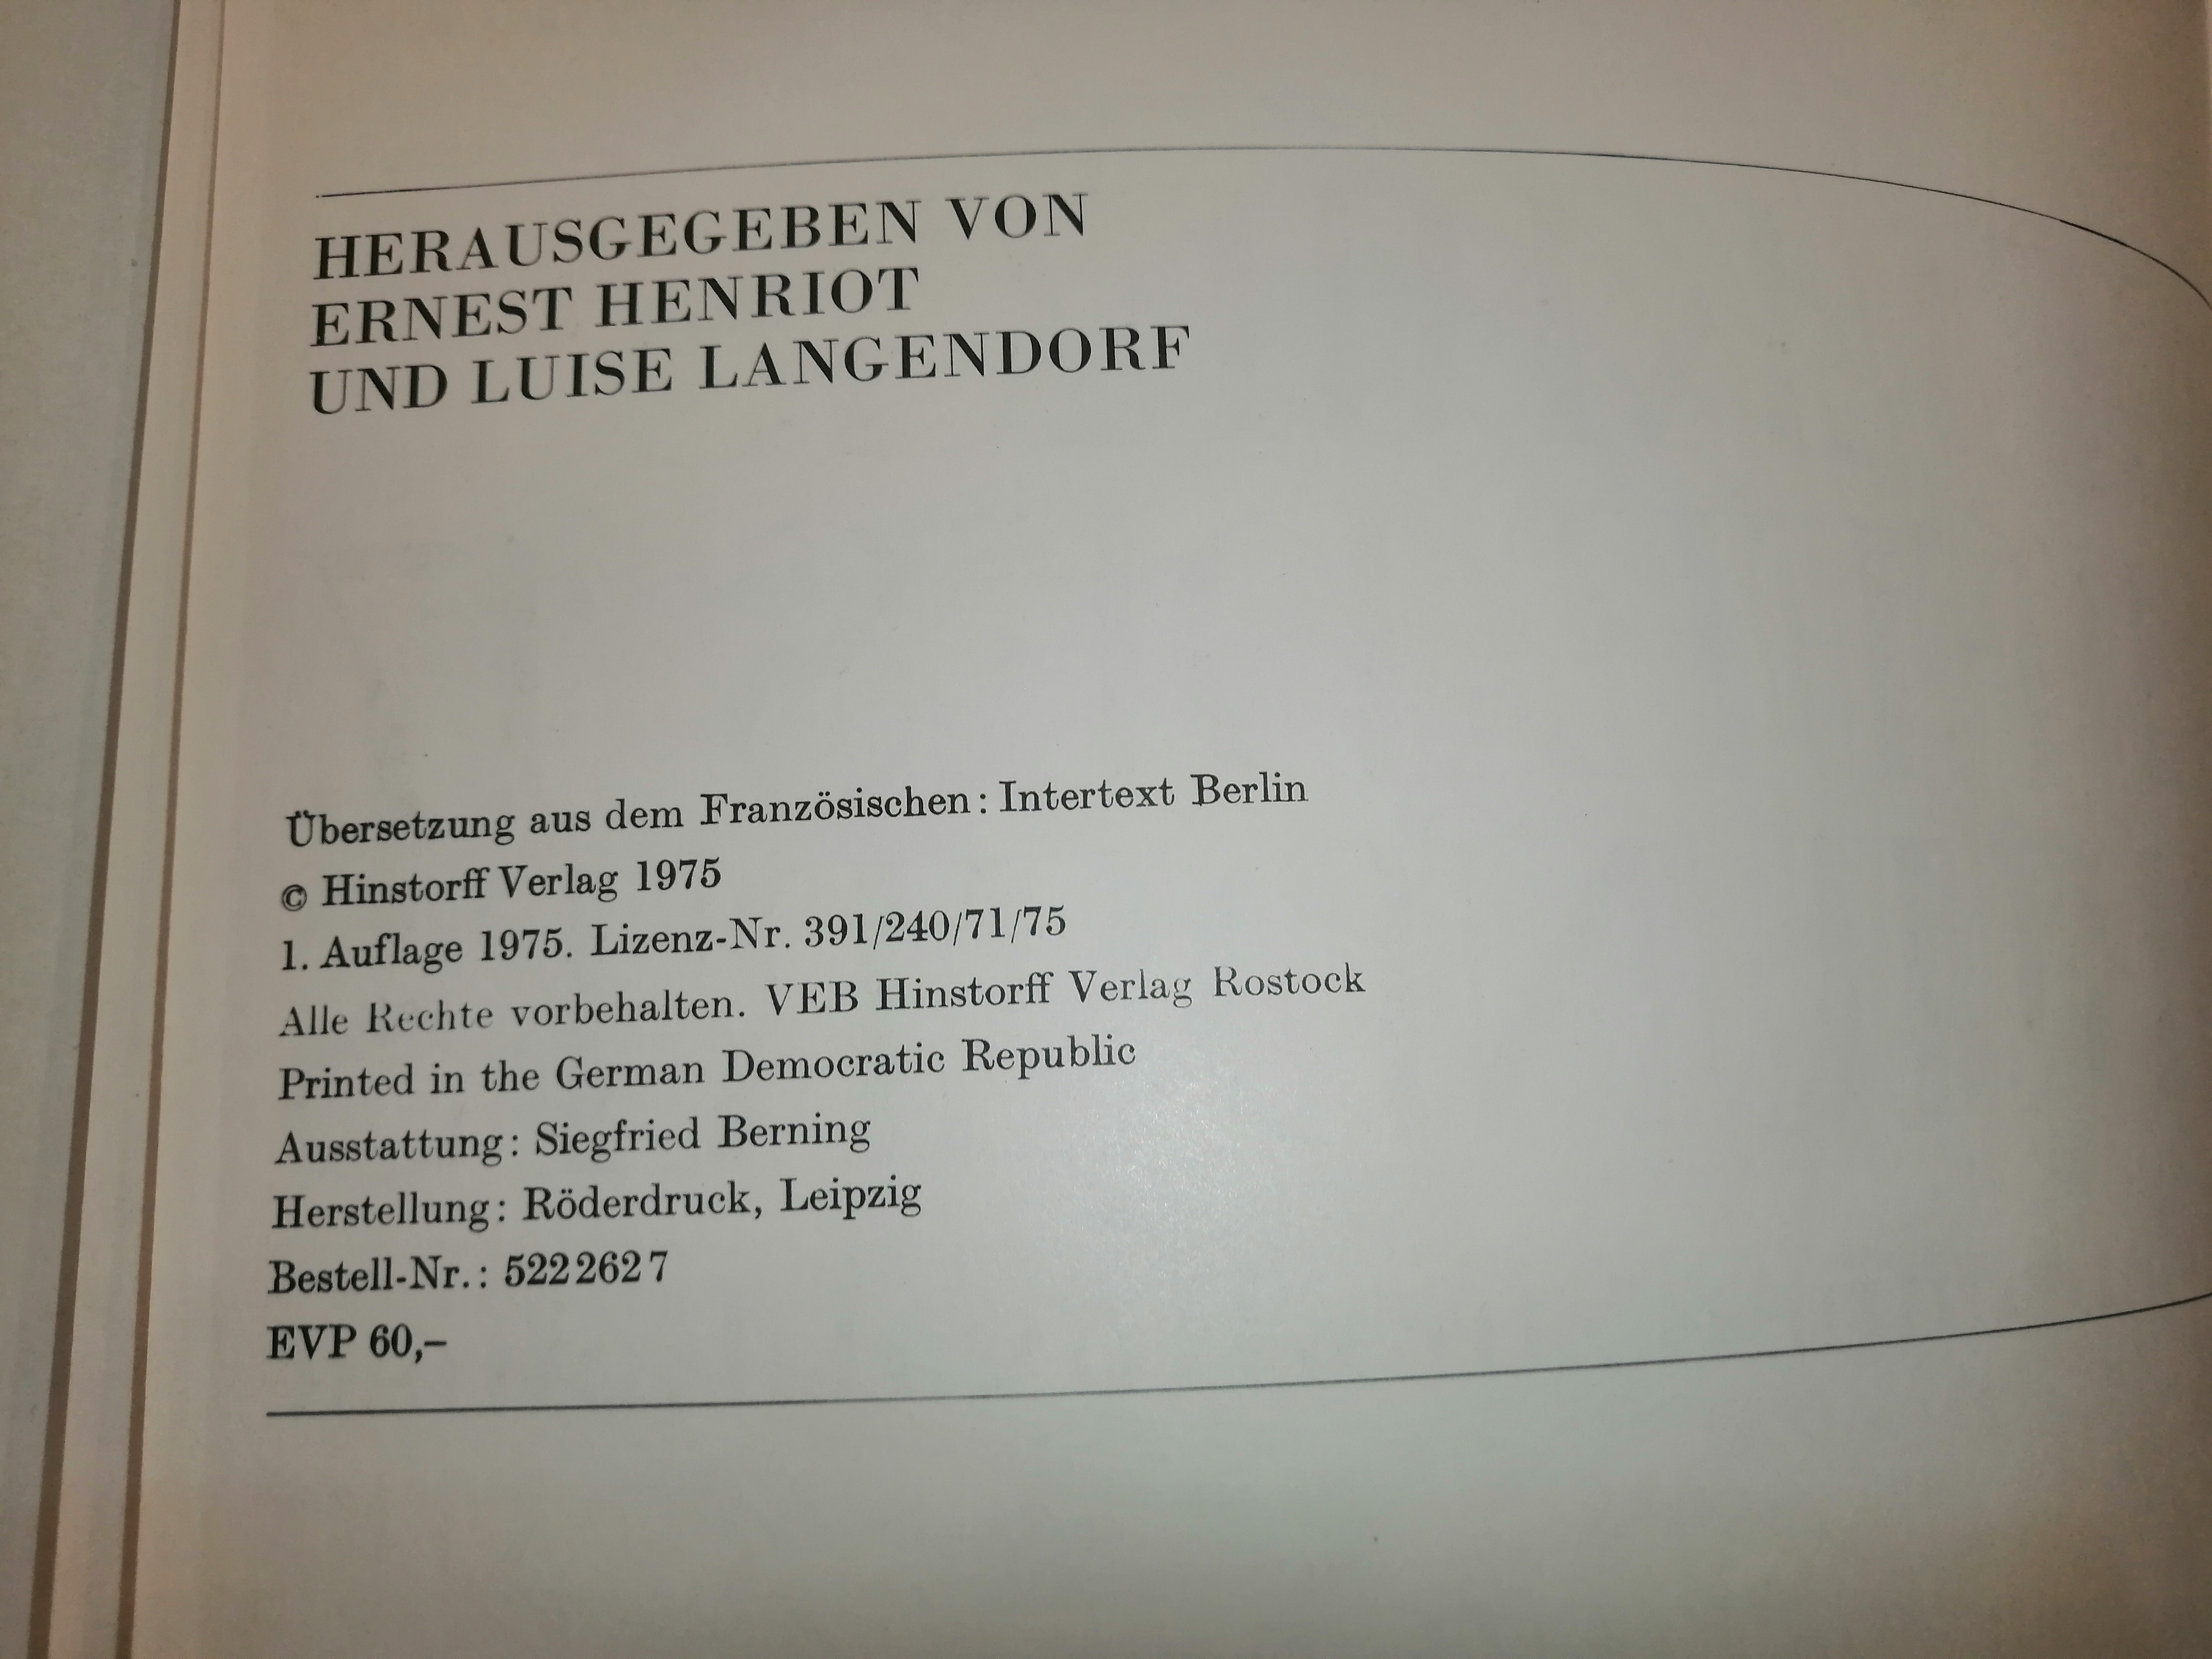 HERAUSGEGEBEN VON
ERNEST HENRIOT
UND LUISE LANGENDORF
Übersetzung aus dem Französischen: Intertext Berlin
© Hinstorff Verlag 1975
1. Auflage 1975. Lizenz-Nr. 391/240/71/75
Alle Rechte vorbehalten. VEB Hinstorff Verlag Rostock
Printed in the German Democratic Republic
Ausstattung: Siegfried Berning
Herstellung: Röderdruck, Leipzig
Bestell-Nr.: 522 262 7
EVP 60,–